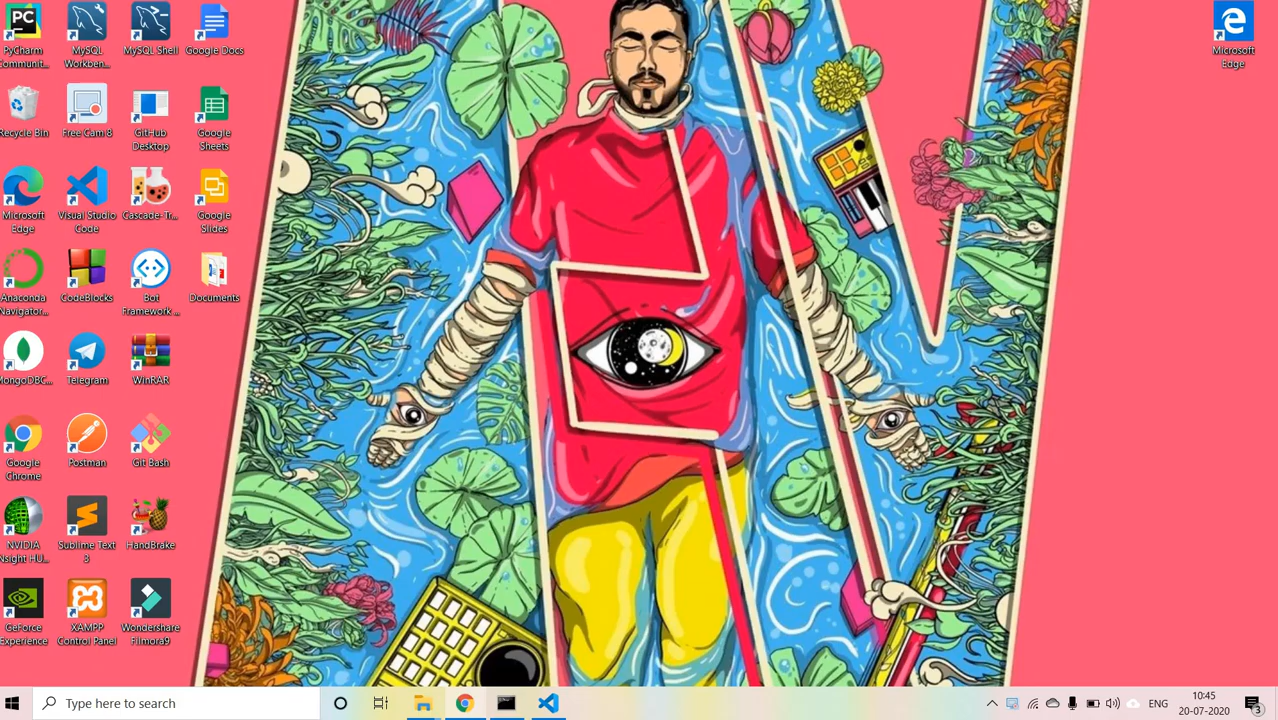 PC
PyCharm
Communit...
MySQL
Workben...
MySQL Shell
Google Docs
Recycle Bin
Free Cam 8
GitHub
Desktop
Google
Sheets
Microsoft
Edge
Visual Studio
Code
Cascade- Tr...
Google
Slides
Anaconda
Navigator...
CodeBlocks
Bot
Framework ...
Documents
MongoDBC...
Telegram
WinRAR
Google
Chrome
Postman
Git Bash
NVIDIA
Nsight HU...
Sublime Text
3
HandBrake
GeForce
Experience
XAMPP
Control Panel
Wondershare
Filmora9
Microsoft
Edge
Type here to search
ENG
10:45
20-07-2020
3